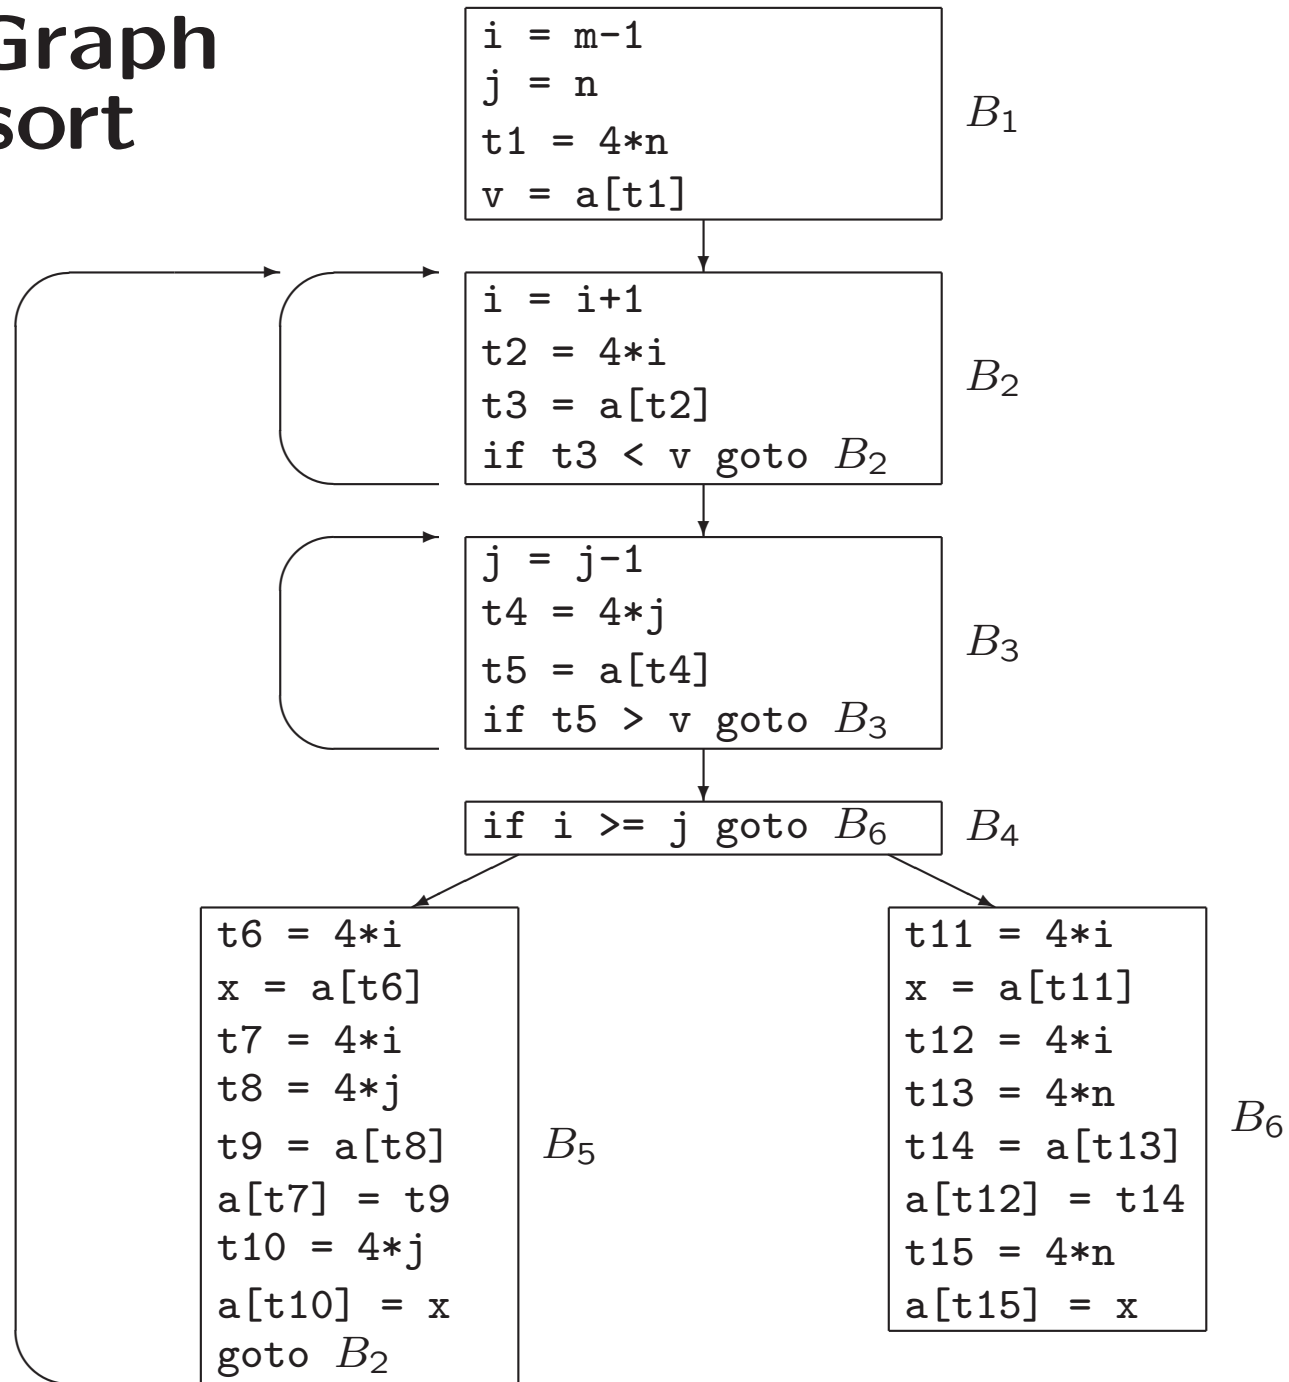 Graph
sort
i = m-1
j = n
t1 = 4*n
v = a[t1]
B1
i = i+1
t2 = 4*i
t3 = a[t2]
if t3 < v goto B2
B2
j = j-1
t4 = 4*j
t5 = a[t4]
if t5 > v goto B3
B3
if i >= j goto B6
B4
t6 = 4*i
x = a[t6]
t7 = 4*i
t8 = 4*j
t9 = a[t8]
a[t7] = t9
t10 = 4*j
a[t10] = x
goto B2
B5
t11 = 4*i
x = a[t11]
t12 = 4*i
t13 = 4*n
t14 = a[t13]
a[t12] = t14
t15 = 4*n
a[t15] = x
B6